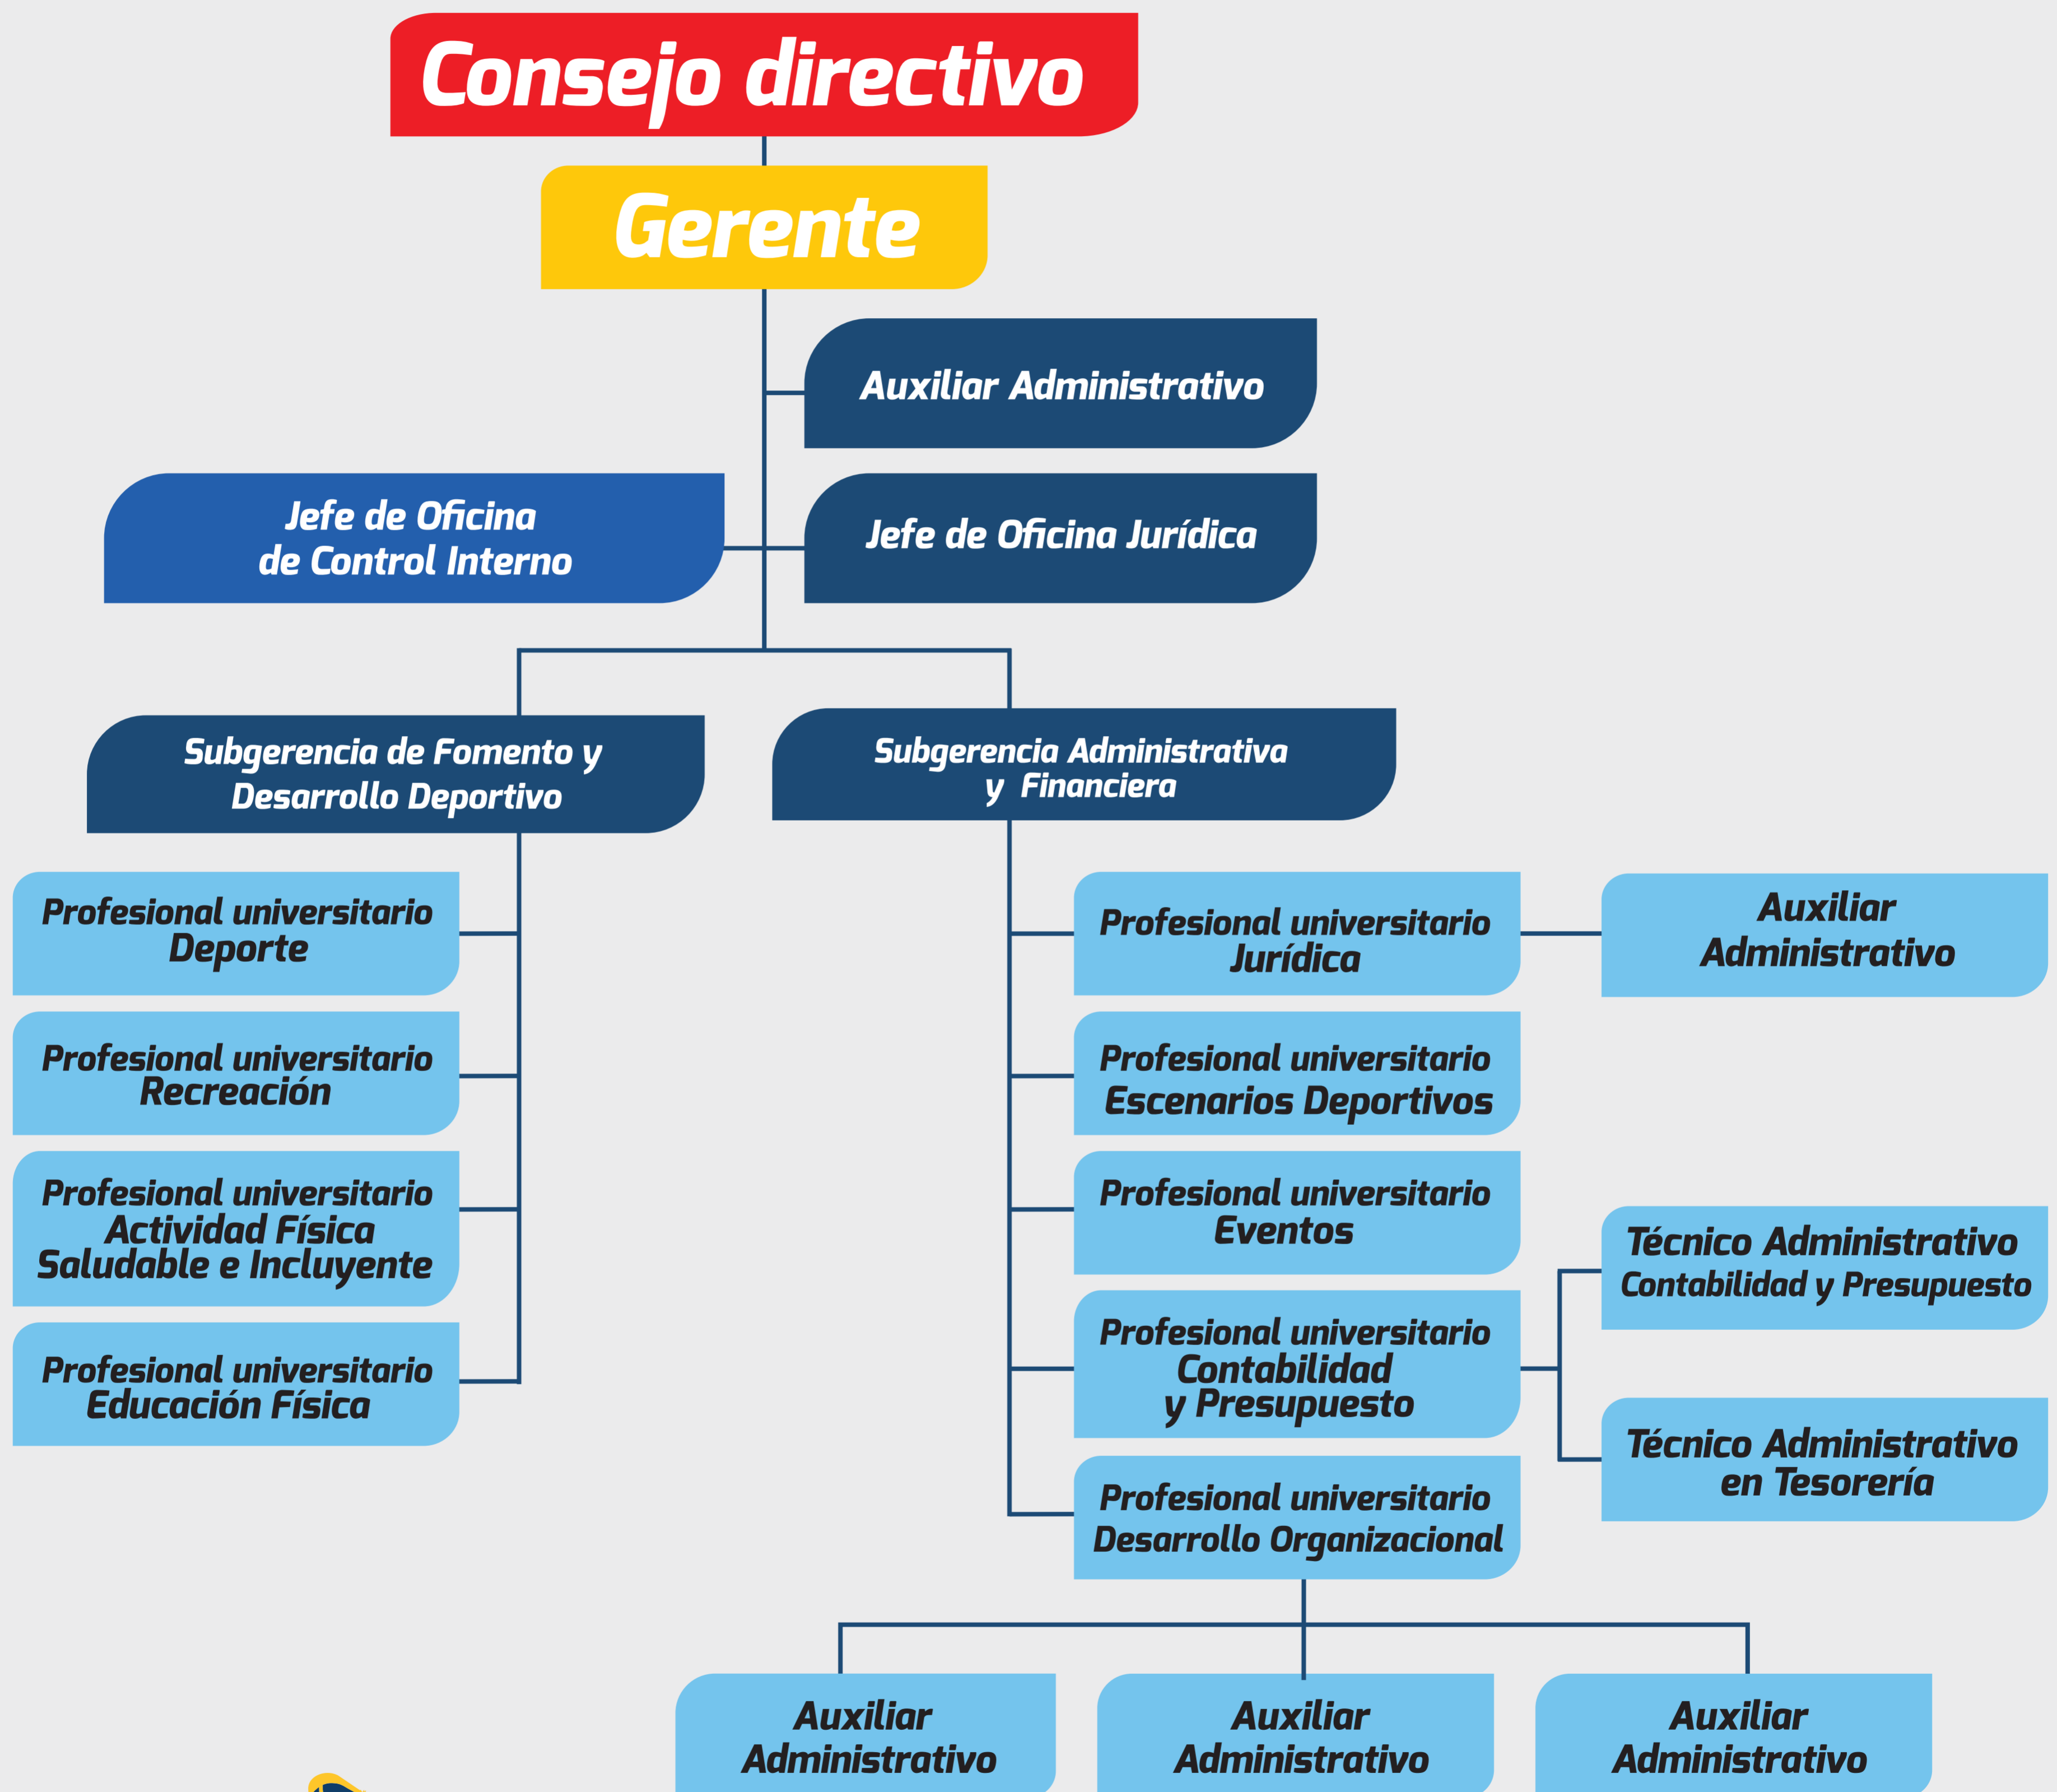 Consejo directivo
Gerente
Auxiliar Administrativo
Jefe de Oficina
de Control Interno
Jefe de Oficina Jurídica
Subgerencia de Fomento y
Desarrollo Deportivo
Subgerencia Administrativa
y Financiera
Profesional universitario
Deporte
Profesional universitario
Recreación
Profesional universitario
Actividad Física
Saludable e Incluyente
Profesional universitario
Educación Física
Profesional universitario
Jurídica
Auxiliar
Administrativo
Profesional universitario
Escenarios Deportivos
Profesional universitario
Eventos
Profesional universitario
Contabilidad
y Presupuesto
Técnico Administrativo
Contabilidad y Presupuesto
Técnico Administrativo
en Tesorería
Profesional universitario
Desarrollo Organizacional
Auxiliar
Administrativo
Auxiliar
Administrativo
Auxiliar
Administrativo